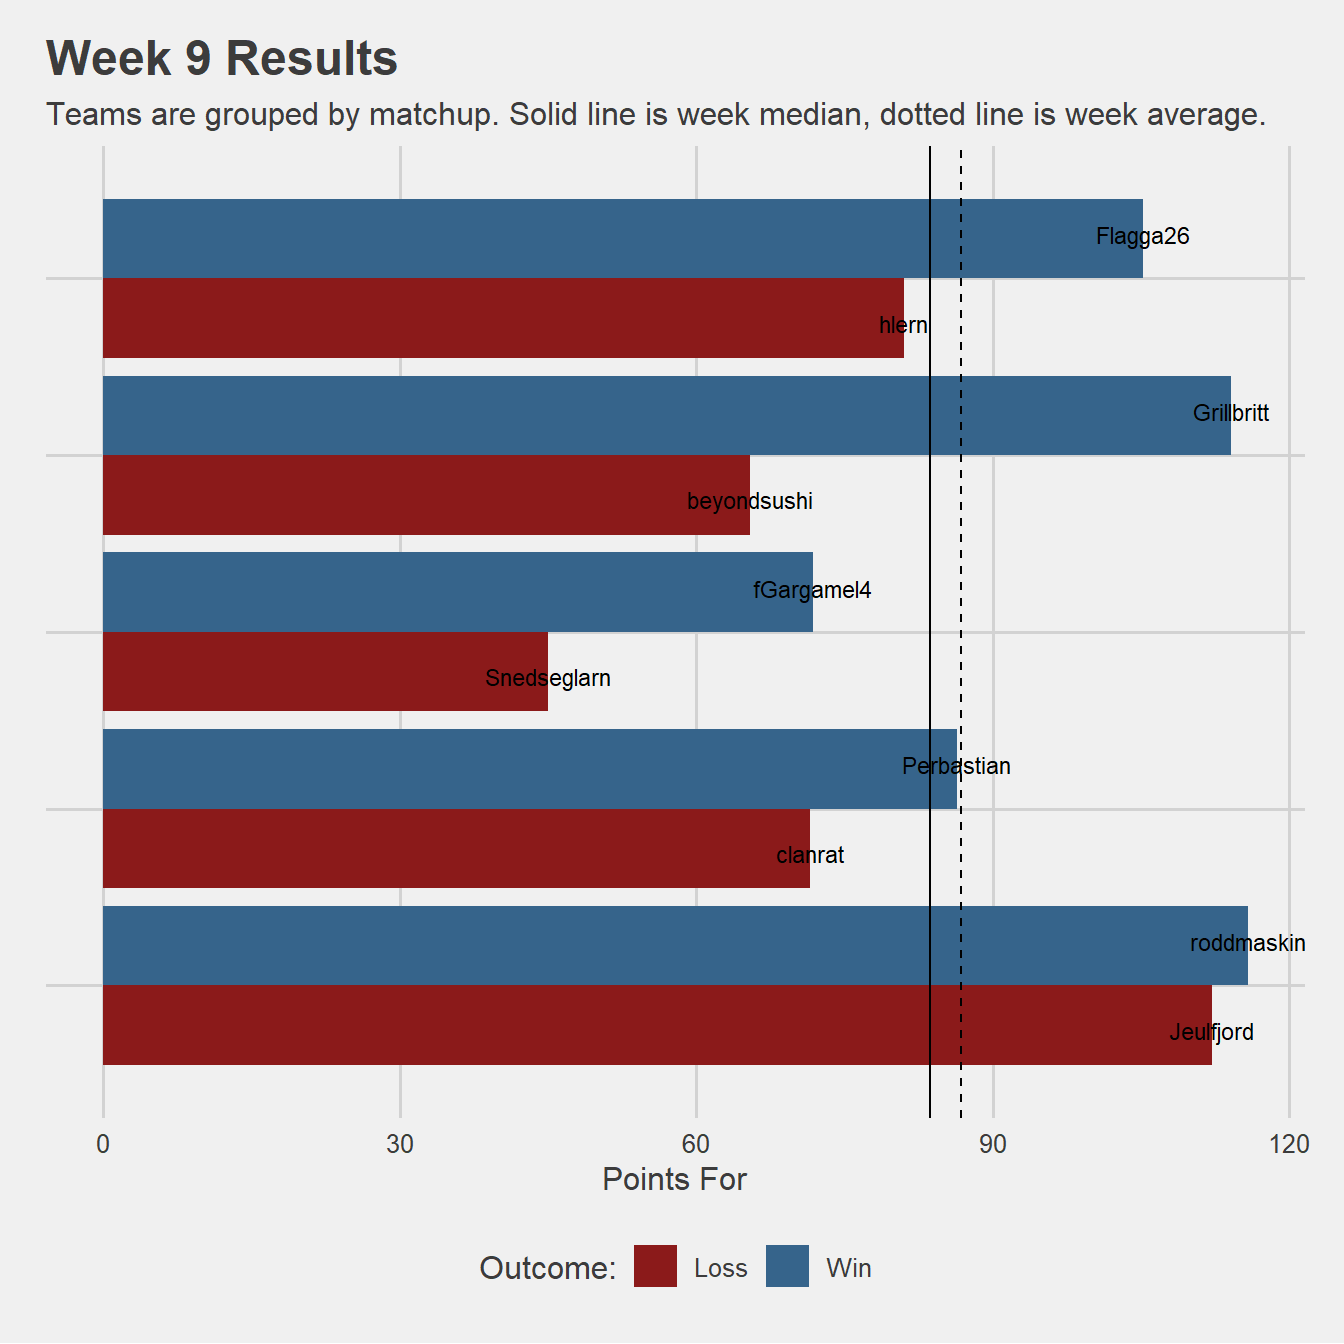 Week 9 Results
Teams are grouped by matchup. Solid line is week median, dotted line is week average.
Flagga26
hlern
Grillbritt
beyondsushi
fGargamel4
Snedseglarn
Perbastian
clanrat
roddmaskin
Jeulfjord
0 30 60 90 120
Points For
Outcome: Loss Win